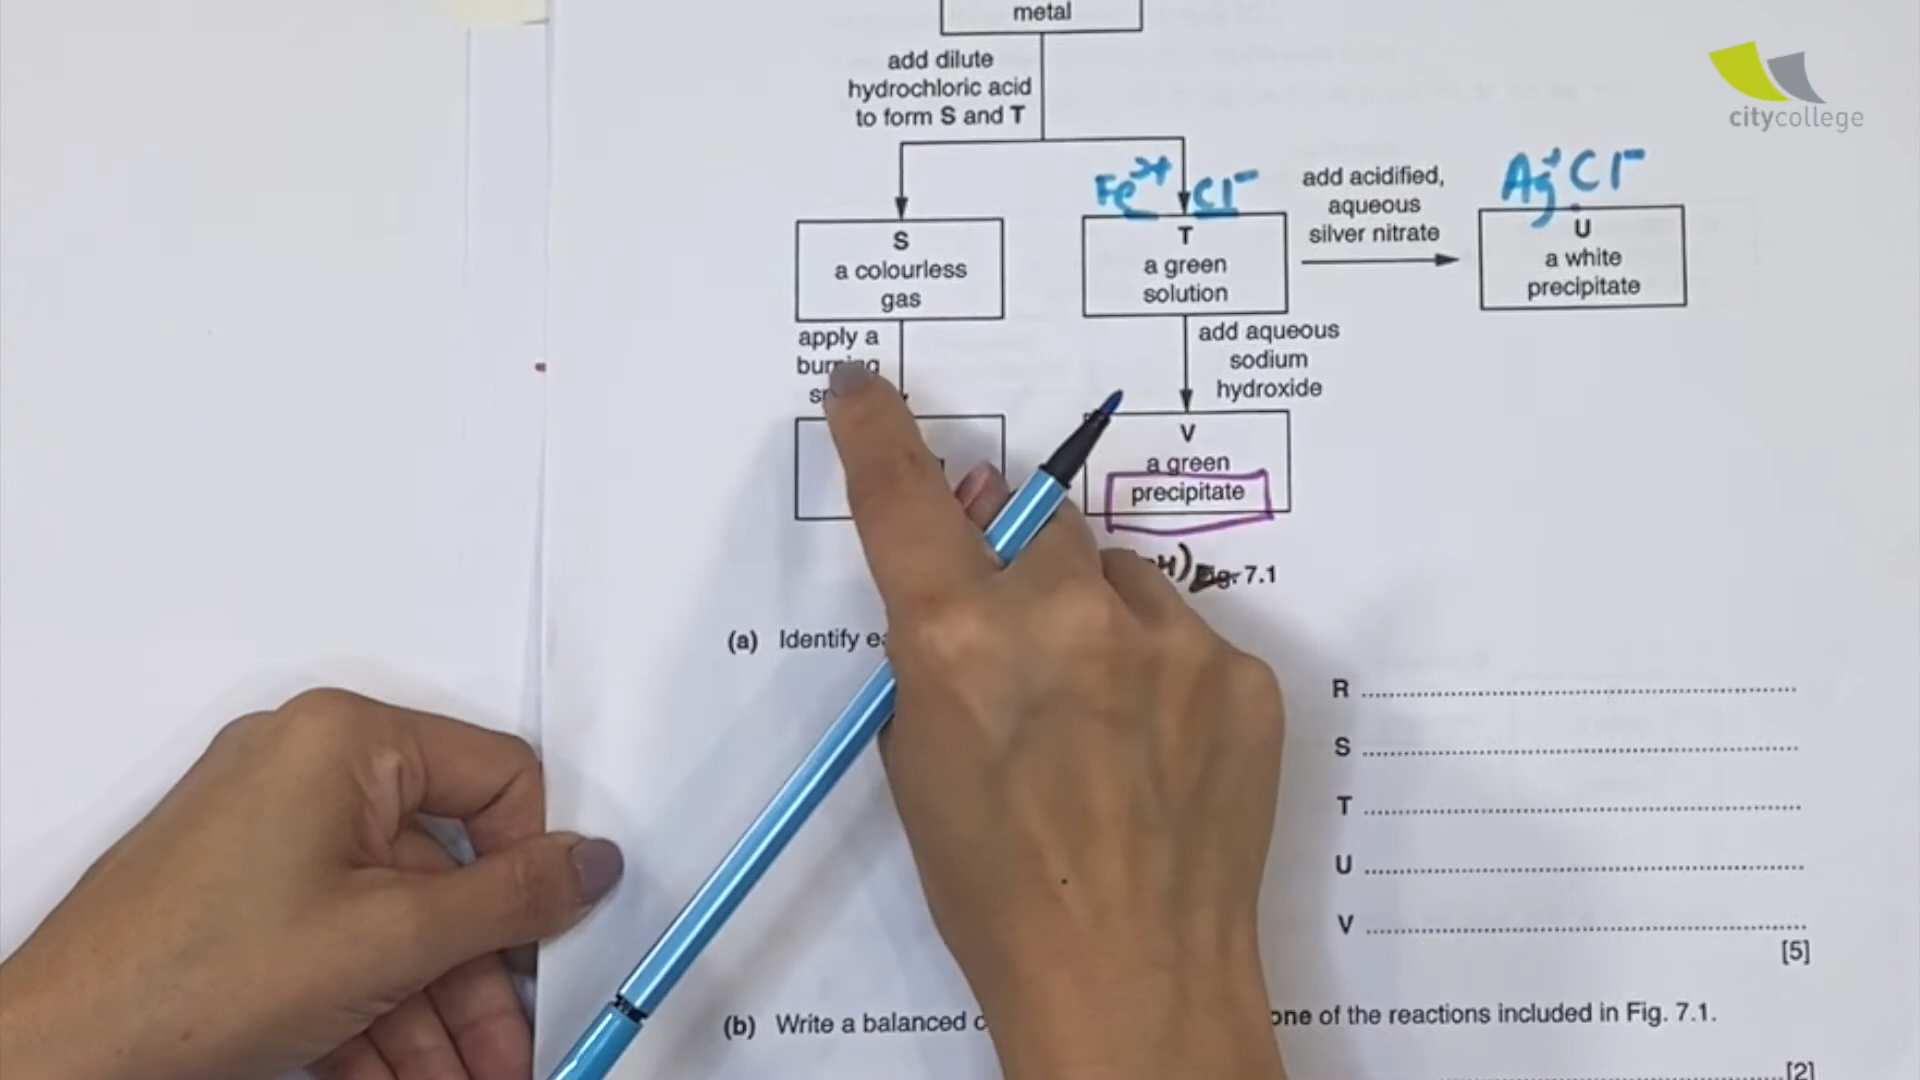 metal
add dilute
hydrochloric acid
to form S and T
citycollege
Fe²⁺ Cl⁻
Ag⁺Cl⁻
add acidified,
aqueous
silver nitrate
S
a colourless
gas
T
a green
solution
U
a white
precipitate
apply a
burning
add aqueous
sodium
hydroxide
V
a green
precipitate
Fig. 7.1
(a) Identify
R
S
T
U
V
[5]
(b) Write a balanced one of the reactions included in Fig. 7.1.
[2]